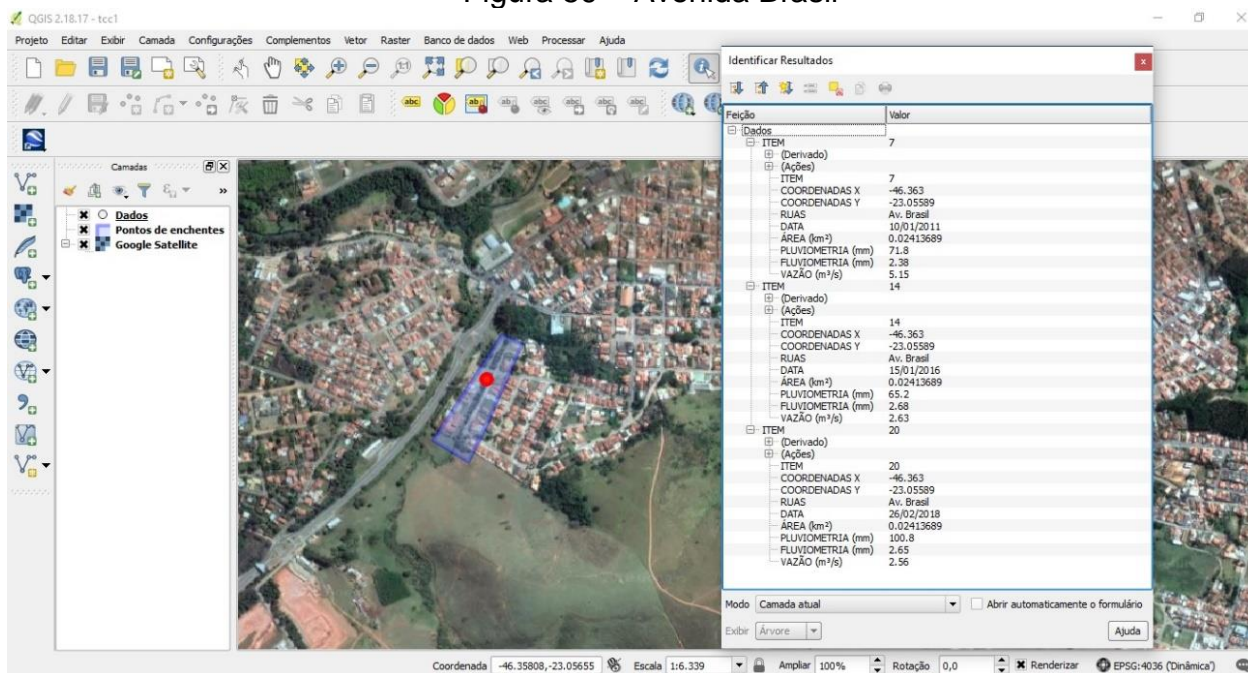 QGIS 2.18.17 - tcc1
Projeto Editar Exibir Camada Configurações Complementos Vetor Raster Banco de dados Web Processar Ajuda
Camadas
Dados
Pontos de enchentes
Google Satellite
Identificar Resultados
Feição Valor
Dados
ITEM 7
(Derivado)
(Ações)
ITEM 7
COORDENADAS X -46.363
COORDENADAS Y -23.05589
RUAS Av. Brasil
DATA 10/01/2011
ÁREA (km²) 0.02413689
PLUVIOMETRIA (mm) 71.8
FLUVIOMETRIA (mm) 2.38
VAZÃO (m³/s) 5.15
ITEM 14
(Derivado)
(Ações)
ITEM 14
COORDENADAS X -46.363
COORDENADAS Y -23.05589
RUAS Av. Brasil
DATA 15/01/2016
ÁREA (km²) 0.02413689
PLUVIOMETRIA (mm) 65.2
FLUVIOMETRIA (mm) 2.68
VAZÃO (m³/s) 2.63
ITEM 20
(Derivado)
(Ações)
ITEM 20
COORDENADAS X -46.363
COORDENADAS Y -23.05589
RUAS Av. Brasil
DATA 26/02/2018
ÁREA (km²) 0.02413689
PLUVIOMETRIA (mm) 100.8
FLUVIOMETRIA (mm) 2.65
VAZÃO (m³/s) 2.56
Modo Camada atual Abrir automaticamente o formulário
Exibir Árvore Ajuda
Coordenada -46.35808,-23.05655 Escala 1:6.339 Ampliar 100% Rotação 0,0 Renderizar EPSG:4036 ('Dinâmica')